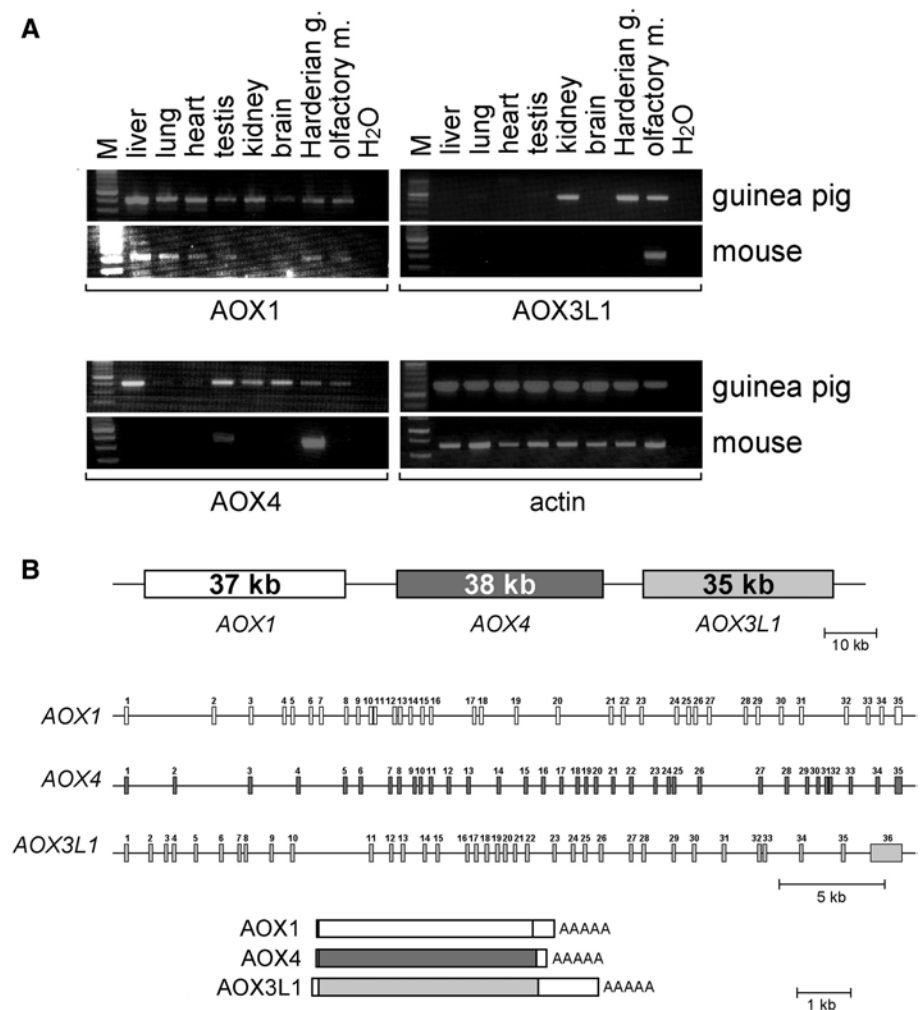 A
M liver lung heart testis kidney brain Harderian g. olfactory m. H₂O
M liver lung heart testis kidney brain Harderian g. olfactory m. H₂O
guinea pig
mouse
AOX1 AOX3L1
guinea pig
mouse
AOX4 actin
B
37 kb 38 kb 35 kb
AOX1 AOX4 AOX3L1
10 kb
1 2 3 4 5 6 7 8 9 10 11 12 13 14 15 16 17 18 19 20 21 22 23 24 25 26 27 28 29 30 31 32 33 34 35
AOX1
1 2 3 4 5 6 7 8 9 10 11 12 13 14 15 16 17 18 19 20 21 22 23 24 25 26 27 28 29 30 31 32 33 34 35
AOX4
1 2 3 4 5 6 7 8 9 10 11 12 13 14 15 16 17 18 19 20 21 22 23 24 25 26 27 28 29 30 31 32 33 34 35 36
AOX3L1
5 kb
AOX1 AAAAA
AOX4 AAAAA
AOX3L1 AAAAA
1 kb